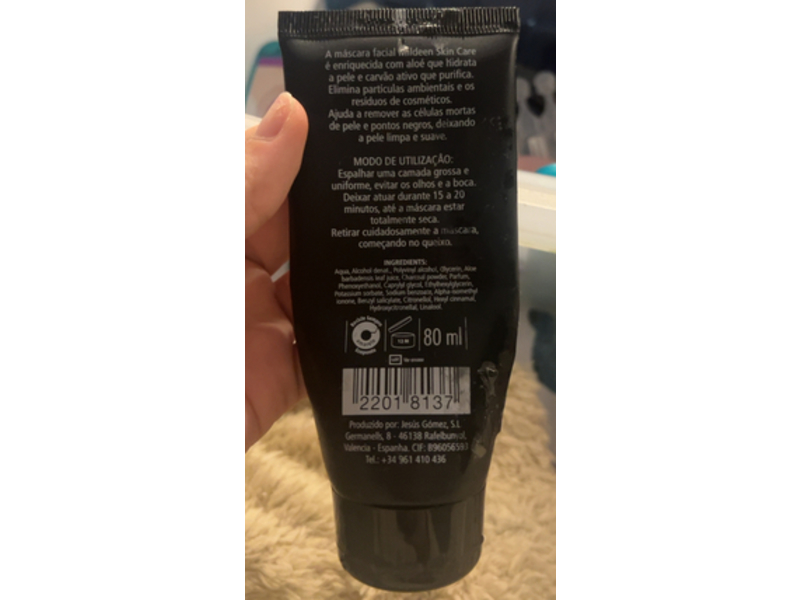 A máscara facial Mildeen Skin Care
é enriquecida com aloé que hidrata
a pele e carvão ativo que purifica.
Elimina partículas ambientais e os
resíduos de cosméticos.
Ajuda a remover as células mortas
de pele e pontos negros, deixando
a pele limpa e suave.
MODO DE UTILIZAÇÃO:
Espalhar uma camada grossa e
uniforme, evitar os olhos e a boca.
Deixar atuar durante 15 a 20
minutos, até a máscara estar
totalmente seca.
Retirar cuidadosamente a máscara,
começando no queixo.
INGREDIENTS:
Aqua, Alcohol denat., Polyvinyl alcohol, Glycerin, Aloe
barbadensis leaf juice, Charcoal powder, Parfum,
Phenoxyethanol, Caprylyl glycol, Ethylhexylglycerin,
Potassium sorbate, Sodium benzoate, Alpha-isomethyl
ionone, Benzyl salicylate, Citronellol, Hexyl cinnamal,
Hydroxycitronellal, Linalool.
12 M
80 ml
2201 8137
Produzido por: Jesús Gómez, S.L
Germanells, 8 - 46138 Rafelbunyol.
Valencia - Espanha. CIF: B96056593
Tel.: +34 961 410 436